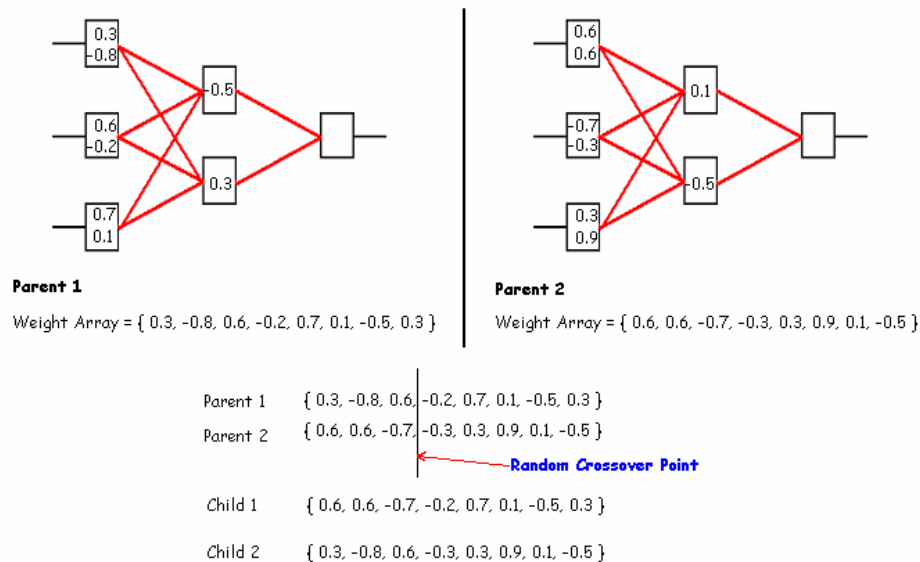 0.3
-0.8
0.6
-0.2
0.7
0.1
-0.5
0.3
Parent 1
Weight Array = { 0.3, -0.8, 0.6, -0.2, 0.7, 0.1, -0.5, 0.3 }
0.6
0.6
-0.7
-0.3
0.3
0.9
0.1
-0.5
Parent 2
Weight Array = { 0.6, 0.6, -0.7, -0.3, 0.3, 0.9, 0.1, -0.5 }
Parent 1 { 0.3, -0.8, 0.6, -0.2, 0.7, 0.1, -0.5, 0.3 }
Parent 2 { 0.6, 0.6, -0.7, -0.3, 0.3, 0.9, 0.1, -0.5 }
Random Crossover Point
Child 1 { 0.6, 0.6, -0.7, -0.2, 0.7, 0.1, -0.5, 0.3 }
Child 2 { 0.3, -0.8, 0.6, -0.3, 0.3, 0.9, 0.1, -0.5 }